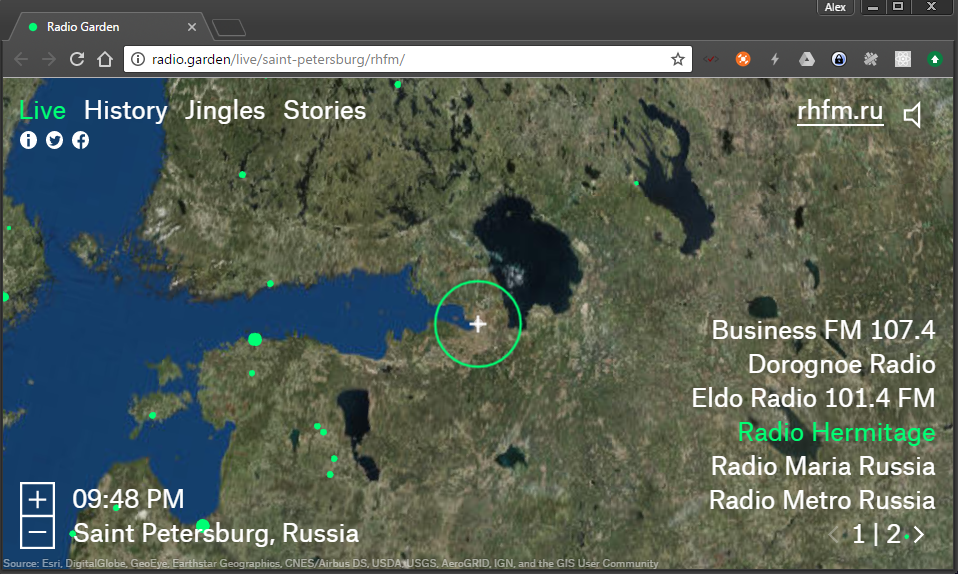 Alex
Radio Garden
radio.garden/live/saint-petersburg/rhfm/
Live History Jingles Stories
rhfm.ru
Business FM 107.4
Dorognoe Radio
Eldo Radio 101.4 FM
Radio Hermitage
Radio Maria Russia
Radio Metro Russia
1 | 2
09:48 PM
Saint Petersburg, Russia
Source: Esri, DigitalGlobe, GeoEye, Earthstar Geographics, CNES/Airbus DS, USDA, USGS, AeroGRID, IGN, and the GIS User Community